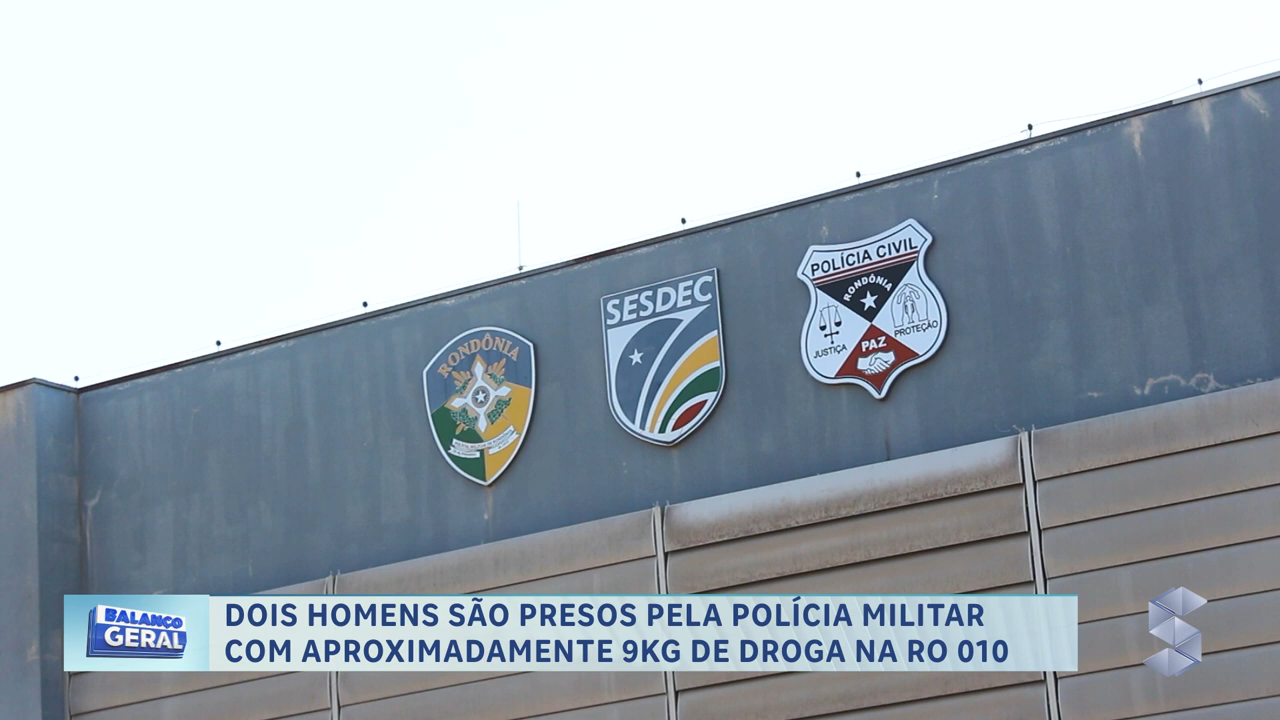 RONDÔNIA
SESDEC
POLÍCIA CIVIL
RONDÔNIA
JUSTIÇA
PROTEÇÃO
PAZ
BALANÇO
GERAL
DOIS HOMENS SÃO PRESOS PELA POLÍCIA MILITAR
COM APROXIMADAMENTE 9KG DE DROGA NA RO 010